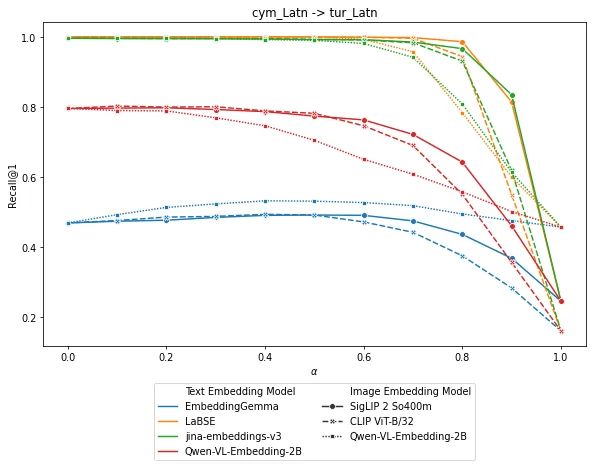 cym_Latn -> tur_Latn
Recall@1
1.0
0.8
0.6
0.4
0.2
0.0 0.2 0.4 0.6 0.8 1.0
α
Text Embedding Model Image Embedding Model
EmbeddingGemma SigLIP 2 So400m
LaBSE CLIP ViT-B/32
jina-embeddings-v3 Qwen-VL-Embedding-2B
Qwen-VL-Embedding-2B